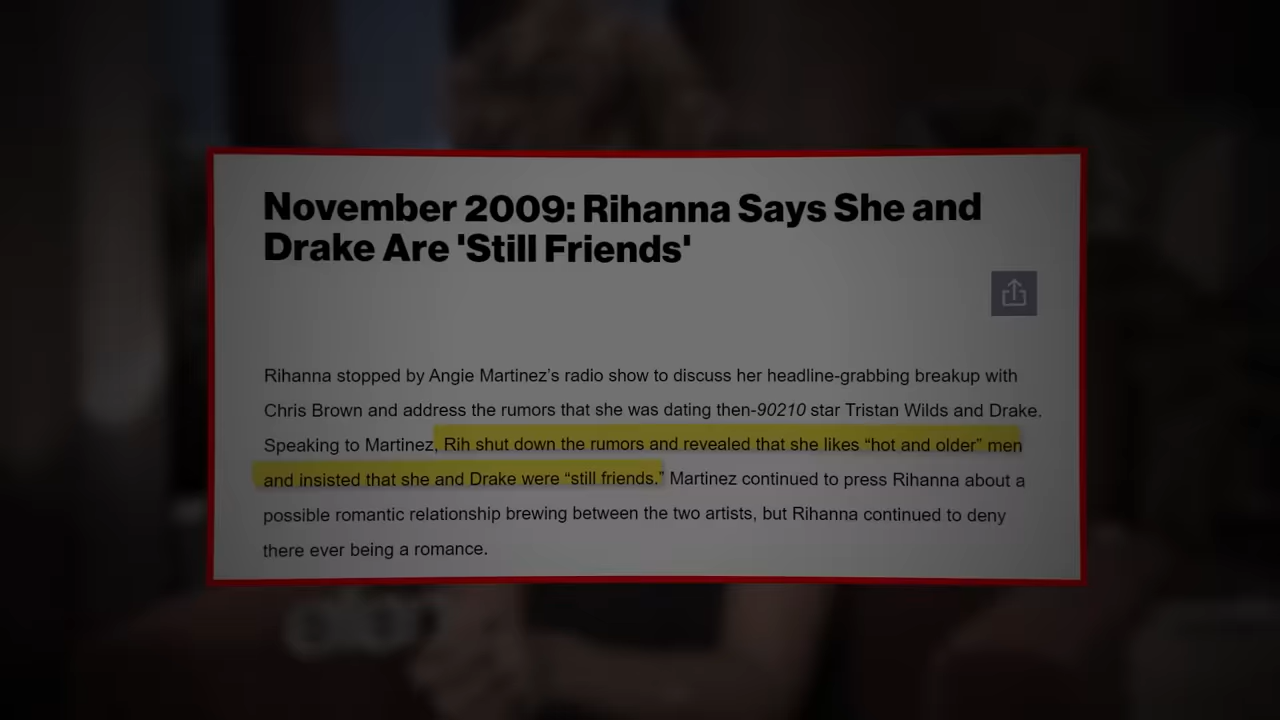 November 2009: Rihanna Says She and
Drake Are 'Still Friends'
Rihanna stopped by Angie Martinez’s radio show to discuss her headline-grabbing breakup with
Chris Brown and address the rumors that she was dating then-90210 star Tristan Wilds and Drake.
Speaking to Martinez, Rih shut down the rumors and revealed that she likes “hot and older” men
and insisted that she and Drake were “still friends.” Martinez continued to press Rihanna about a
possible romantic relationship brewing between the two artists, but Rihanna continued to deny
there ever being a romance.